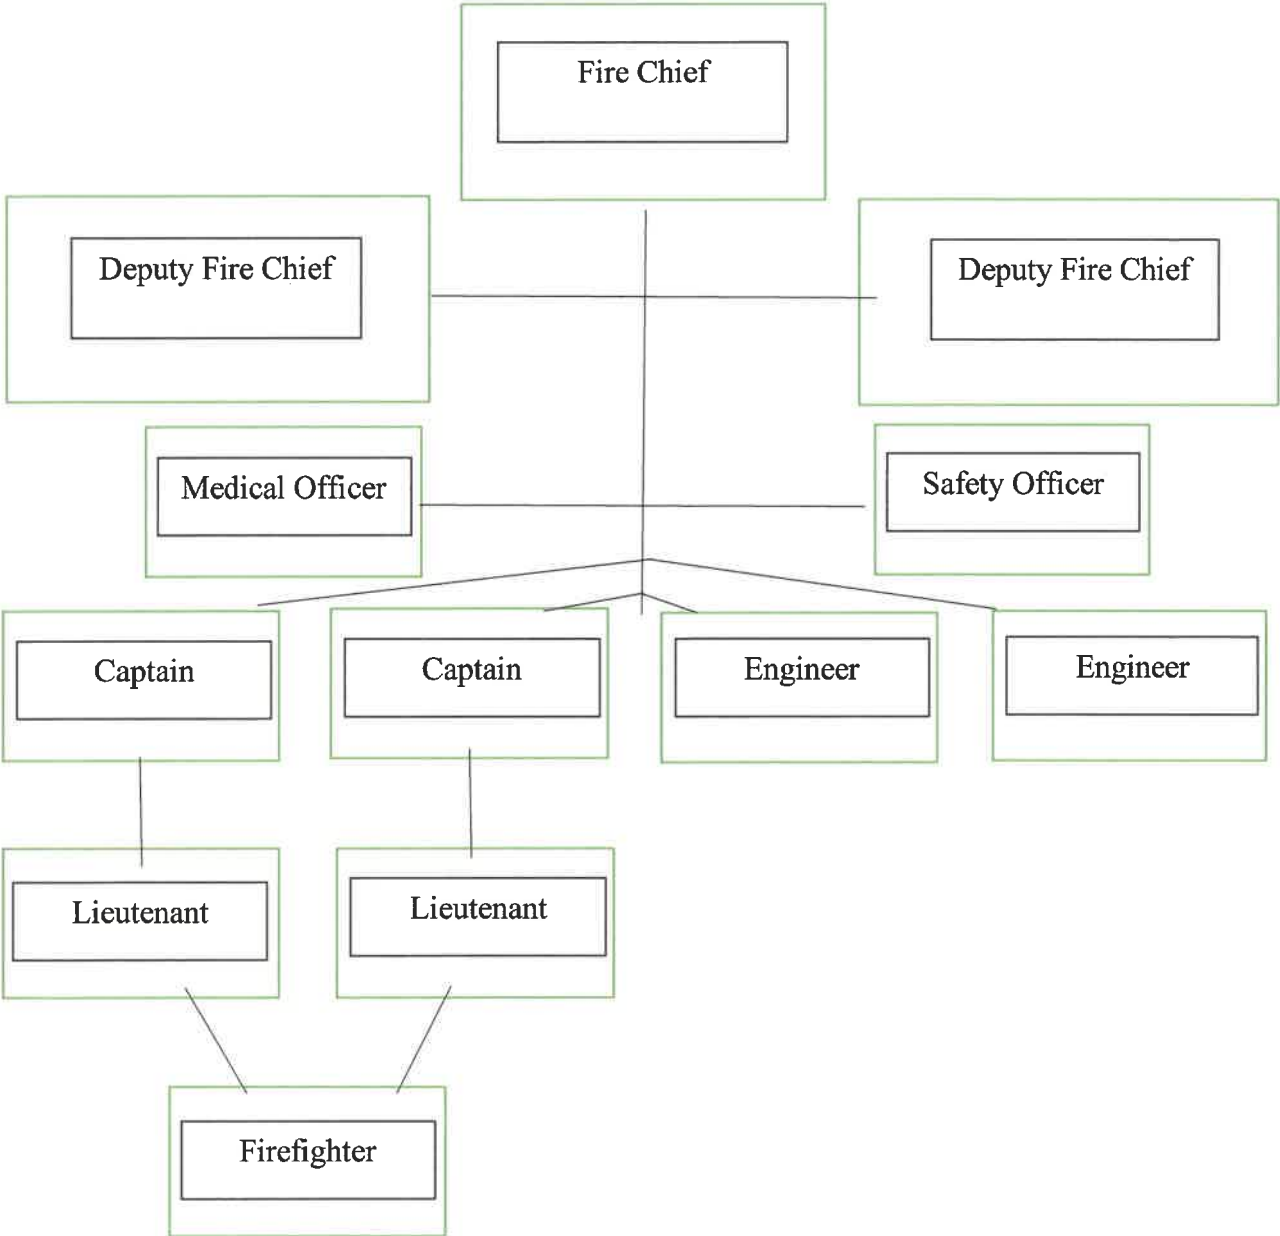 Fire Chief
Deputy Fire Chief
Deputy Fire Chief
Medical Officer
Safety Officer
Captain
Captain
Engineer
Engineer
Lieutenant
Lieutenant
Firefighter